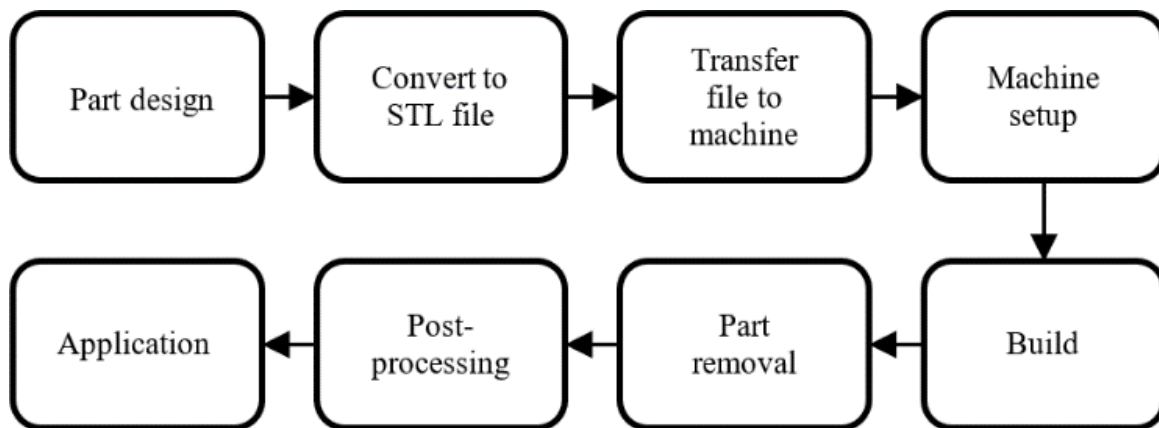 Part design
Convert to
STL file
Transfer
file to
machine
Machine
setup
Build
Part
removal
Post-
processing
Application